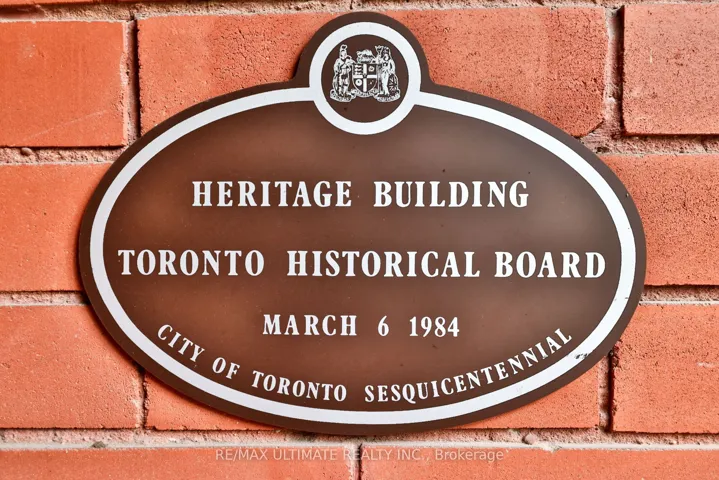 HERITAGE BUILDING
TORONTO HISTORICAL BOARD
MARCH 6 1984
CITY OF TORONTO SESQUICENTENNIAL
RE/MAX ULTIMATE REALTY INC., Brokerage